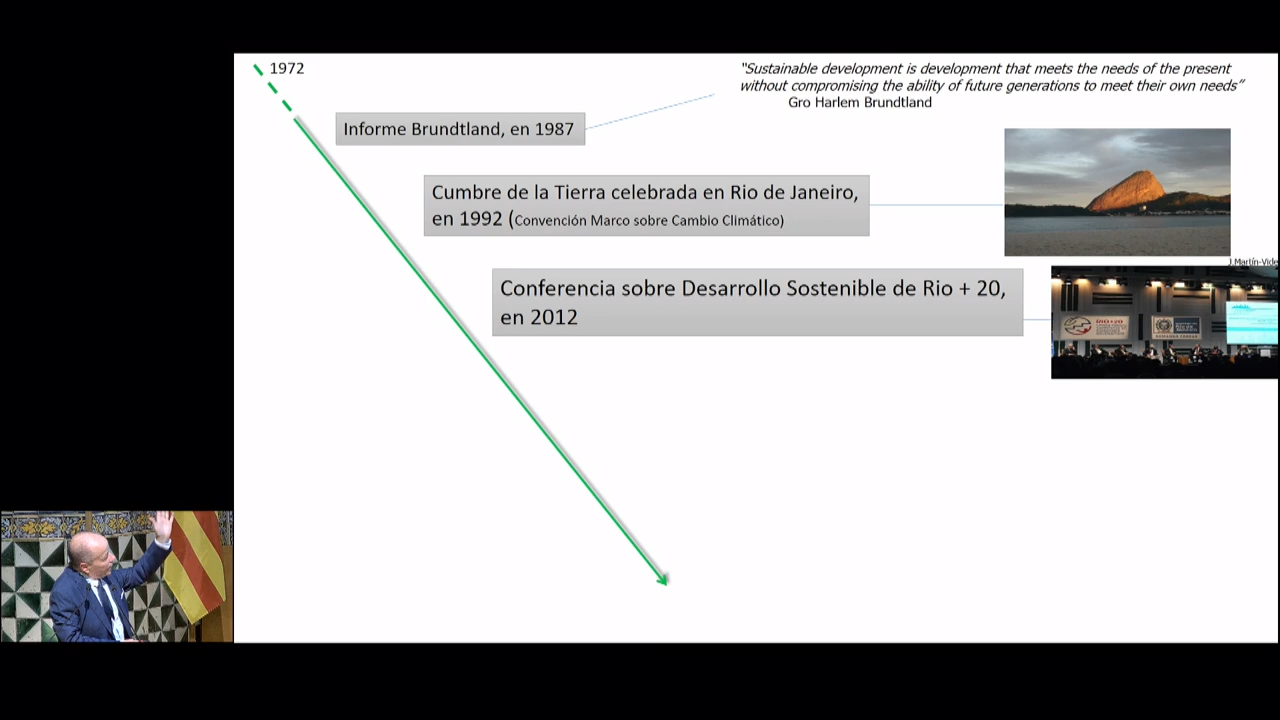 1972
“Sustainable development is development that meets the needs of the present
without compromising the ability of future generations to meet their own needs”
Gro Harlem Brundtland
Informe Brundtland, en 1987
Cumbre de la Tierra celebrada en Rio de Janeiro,
en 1992 (Convención Marco sobre Cambio Climático)
J.Martín-Vide
Conferencia sobre Desarrollo Sostenible de Rio + 20,
en 2012
RIO+20